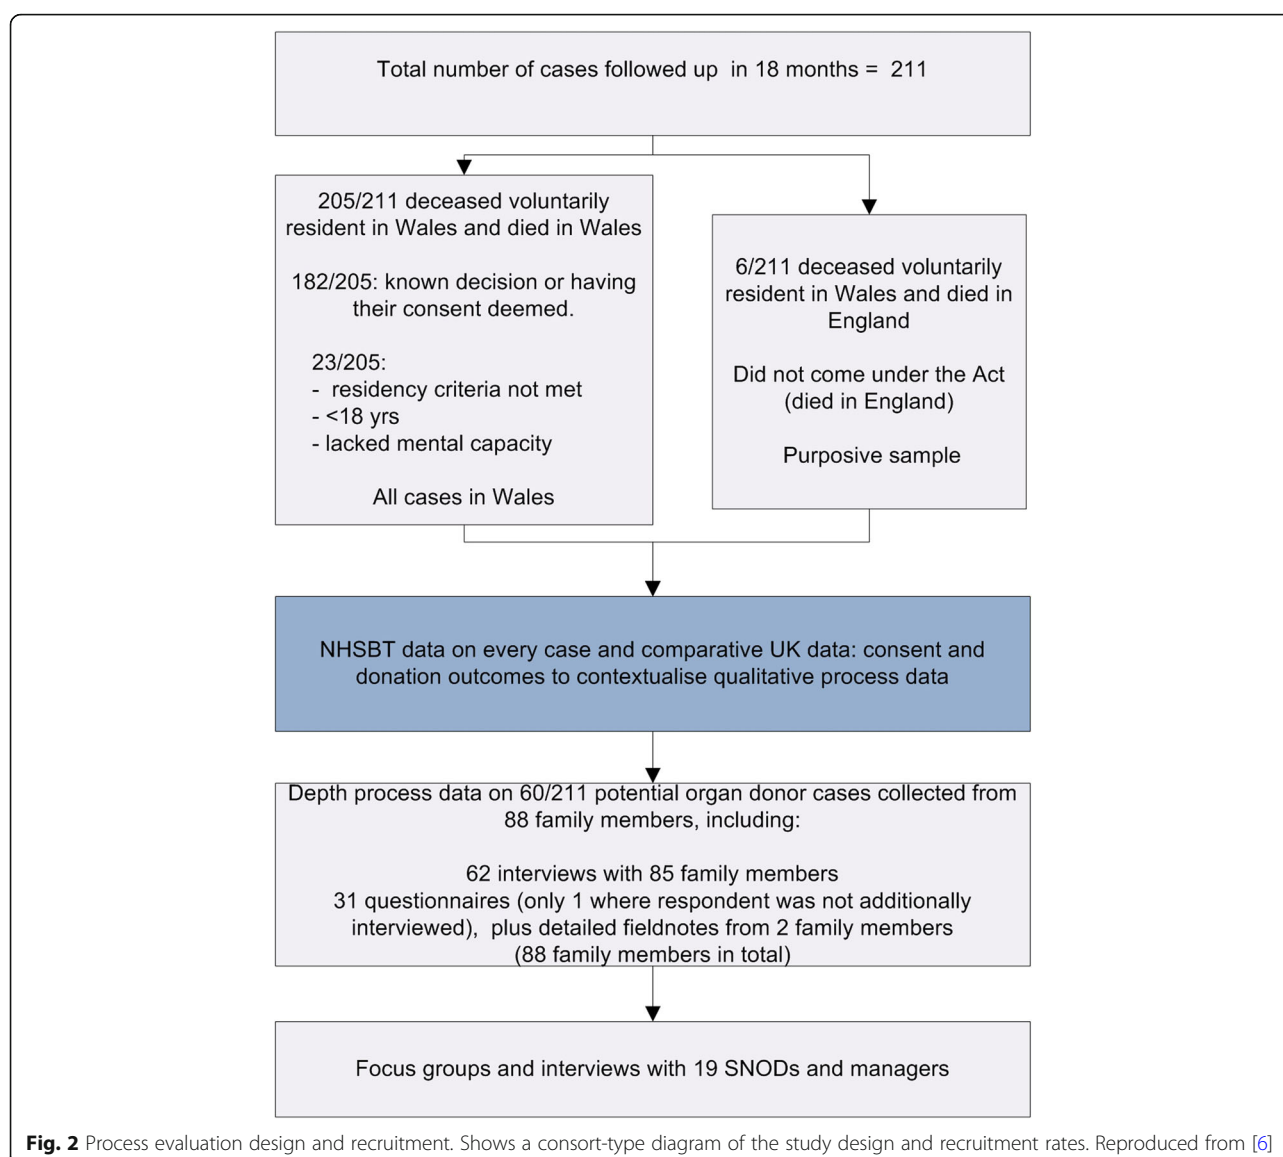 Total number of cases followed up in 18 months = 211
205/211 deceased voluntarily
resident in Wales and died in Wales
182/205: known decision or having
their consent deemed.
23/205:
- residency criteria not met
- <18 yrs
- lacked mental capacity
All cases in Wales
6/211 deceased voluntarily
resident in Wales and died in
England
Did not come under the Act
(died in England)
Purposive sample
NHSBT data on every case and comparative UK data: consent and
donation outcomes to contextualise qualitative process data
Depth process data on 60/211 potential organ donor cases collected from
88 family members, including:
62 interviews with 85 family members
31 questionnaires (only 1 where respondent was not additionally
interviewed), plus detailed fieldnotes from 2 family members
(88 family members in total)
Focus groups and interviews with 19 SNODs and managers
Fig. 2 Process evaluation design and recruitment. Shows a consort-type diagram of the study design and recruitment rates. Reproduced from [6]